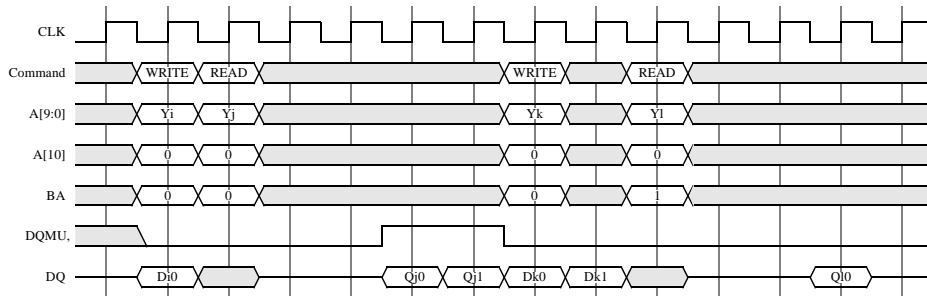 CLK
Command WRITE READ WRITE READ
A[9:0] Yi Yj Yk Yl
A[10] 0 0 0 0
BA 0 0 0 1
DQMU,
DQ Di0 Qj0 Qj1 Dk0 Dk1 Ql0